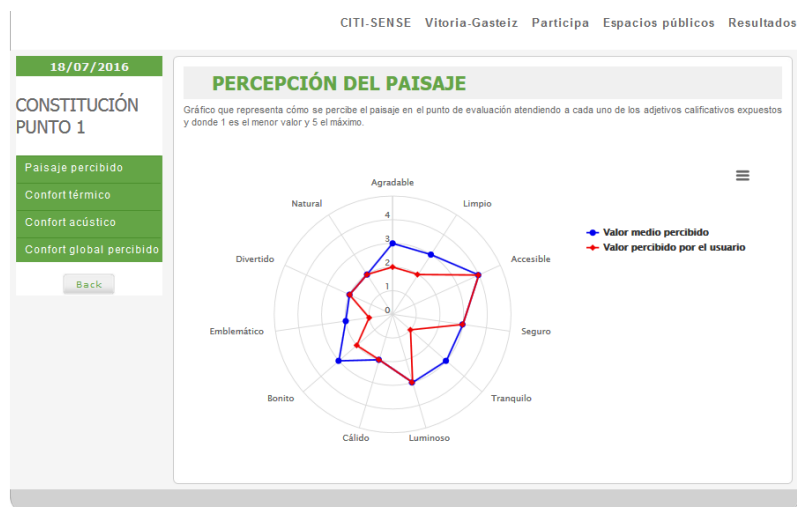 CITI-SENSE Vitoria-Gasteiz Participa Espacios públicos Resultados
18/07/2016
CONSTITUCIÓN
PUNTO 1
Paisaje percibido
Confort térmico
Confort acústico
Confort global percibido
Back
PERCEPCIÓN DEL PAISAJE
Gráfico que representa cómo se percibe el paisaje en el punto de evaluación atendiendo a cada uno de los adjetivos calificativos expuestos
y donde 1 es el menor valor y 5 el máximo.
Agradable
Limpio
Accesible
Seguro
Tranquilo
Luminoso
Cálido
Bonito
Emblemático
Divertido
Natural
4
3
2
1
0
Valor medio percibido
Valor percibido por el usuario